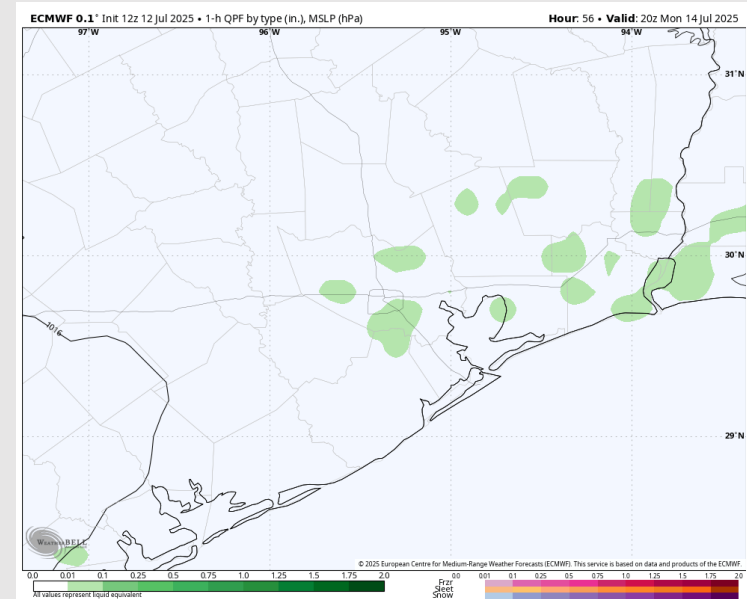 ECMWF 0.1° Init 12z 12 Jul 2025 • 1-h QPF by type (in.), MSLP (hPa) Hour: 56 • Valid: 20z Mon 14 Jul 2025
97°W 96°W 95°W 94°W
31°N
30°N
1016
29°N
WEATHERBELL
© 2025 European Centre for Medium-Range Weather Forecasts (ECMWF). This service is based on data and products of the ECMWF.
0.0 0.01 0.1 0.25 0.5 0.75 1.0 1.25 1.5 1.75 2.0 0.0 .001 0.1 0.25 0.5 0.75 1.0 1.25 1.5 1.75 2.0
Frzr
Sleet
Snow
All values represent liquid equivalent